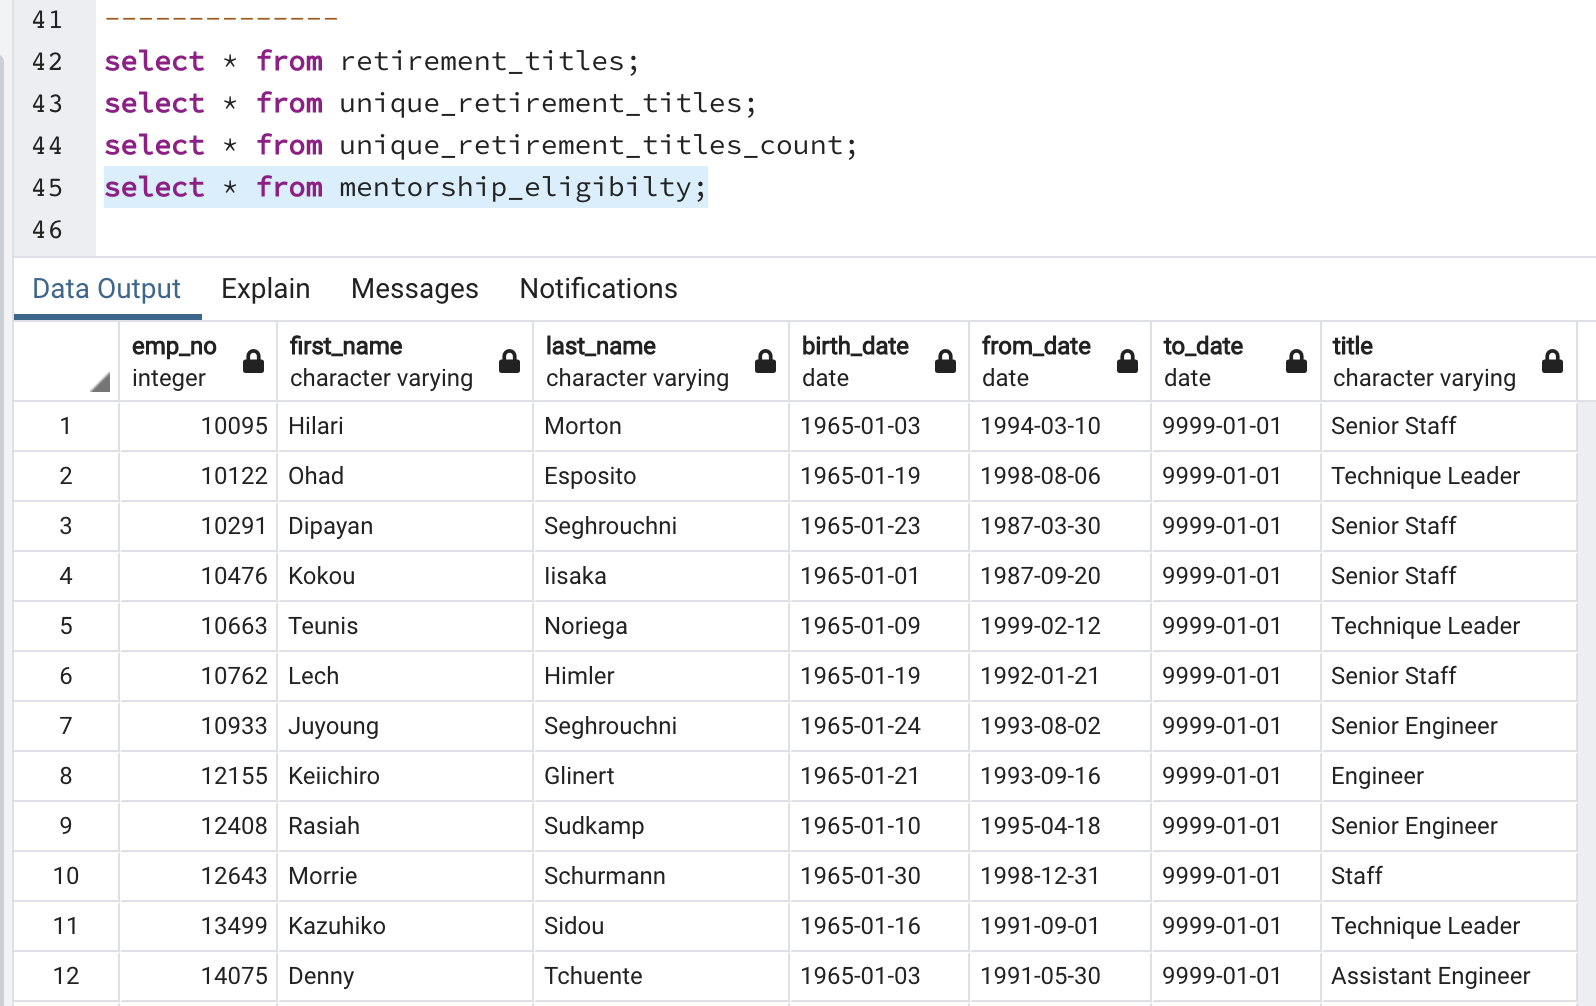 41 --------------
42 select * from retirement_titles;
43 select * from unique_retirement_titles;
44 select * from unique_retirement_titles_count;
45 select * from mentorship_eligibilty;
46
Data Output Explain Messages Notifications
emp_no first_name last_name birth_date from_date to_date title
integer character varying character varying date date date character varying
1 10095 Hilari Morton 1965-01-03 1994-03-10 9999-01-01 Senior Staff
2 10122 Ohad Esposito 1965-01-19 1998-08-06 9999-01-01 Technique Leader
3 10291 Dipayan Seghrouchni 1965-01-23 1987-03-30 9999-01-01 Senior Staff
4 10476 Kokou Iisaka 1965-01-01 1987-09-20 9999-01-01 Senior Staff
5 10663 Teunis Noriega 1965-01-09 1999-02-12 9999-01-01 Technique Leader
6 10762 Lech Himler 1965-01-19 1992-01-21 9999-01-01 Senior Staff
7 10933 Juyoung Seghrouchni 1965-01-24 1993-08-02 9999-01-01 Senior Engineer
8 12155 Keiichiro Glinert 1965-01-21 1993-09-16 9999-01-01 Engineer
9 12408 Rasiah Sudkamp 1965-01-10 1995-04-18 9999-01-01 Senior Engineer
10 12643 Morrie Schurmann 1965-01-30 1998-12-31 9999-01-01 Staff
11 13499 Kazuhiko Sidou 1965-01-16 1991-09-01 9999-01-01 Technique Leader
12 14075 Denny Tchuente 1965-01-03 1991-05-30 9999-01-01 Assistant Engineer